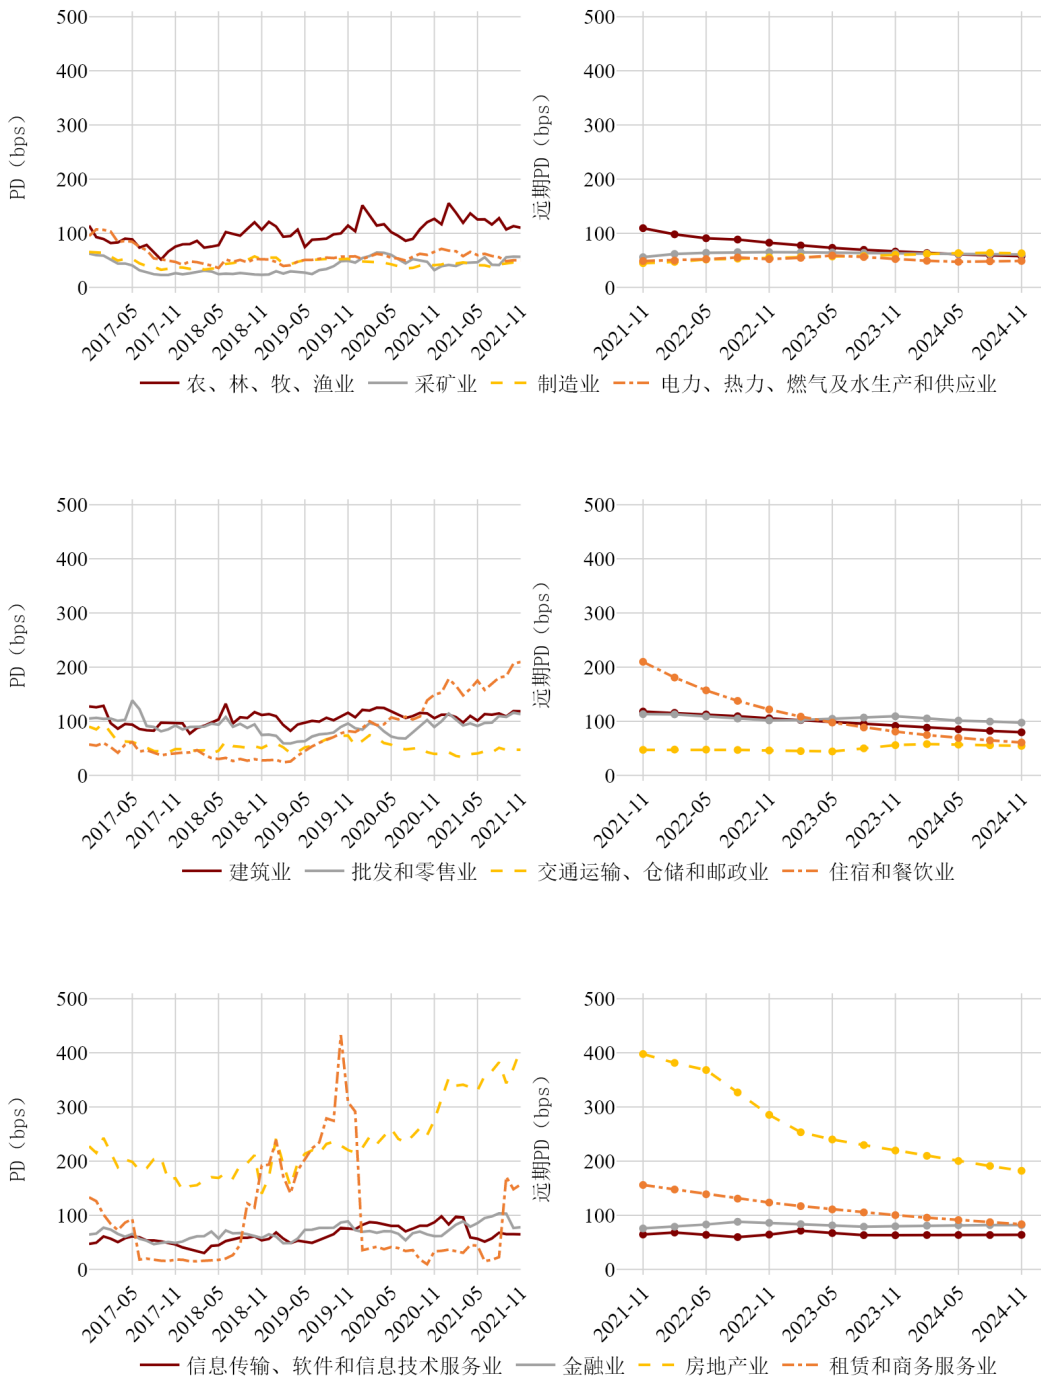 500 500
400 400
300 300
200 200
100 100
0 0
PD（bps） 远期PD（bps）
2017-05 2017-11 2018-05 2018-11 2019-05 2019-11 2020-05 2020-11 2021-05 2021-11 2021-11 2022-05 2022-11 2023-05 2023-11 2024-05 2024-11
农、林、牧、渔业 采矿业 制造业 电力、热力、燃气及水生产和供应业
500 500
400 400
300 300
200 200
100 100
0 0
PD（bps） 远期PD（bps）
2017-05 2017-11 2018-05 2018-11 2019-05 2019-11 2020-05 2020-11 2021-05 2021-11 2021-11 2022-05 2022-11 2023-05 2023-11 2024-05 2024-11
建筑业 批发和零售业 交通运输、仓储和邮政业 住宿和餐饮业
500 500
400 400
300 300
200 200
100 100
0 0
PD（bps） 远期PD（bps）
2017-05 2017-11 2018-05 2018-11 2019-05 2019-11 2020-05 2020-11 2021-05 2021-11 2021-11 2022-05 2022-11 2023-05 2023-11 2024-05 2024-11
信息传输、软件和信息技术服务业 金融业 房地产业 租赁和商务服务业